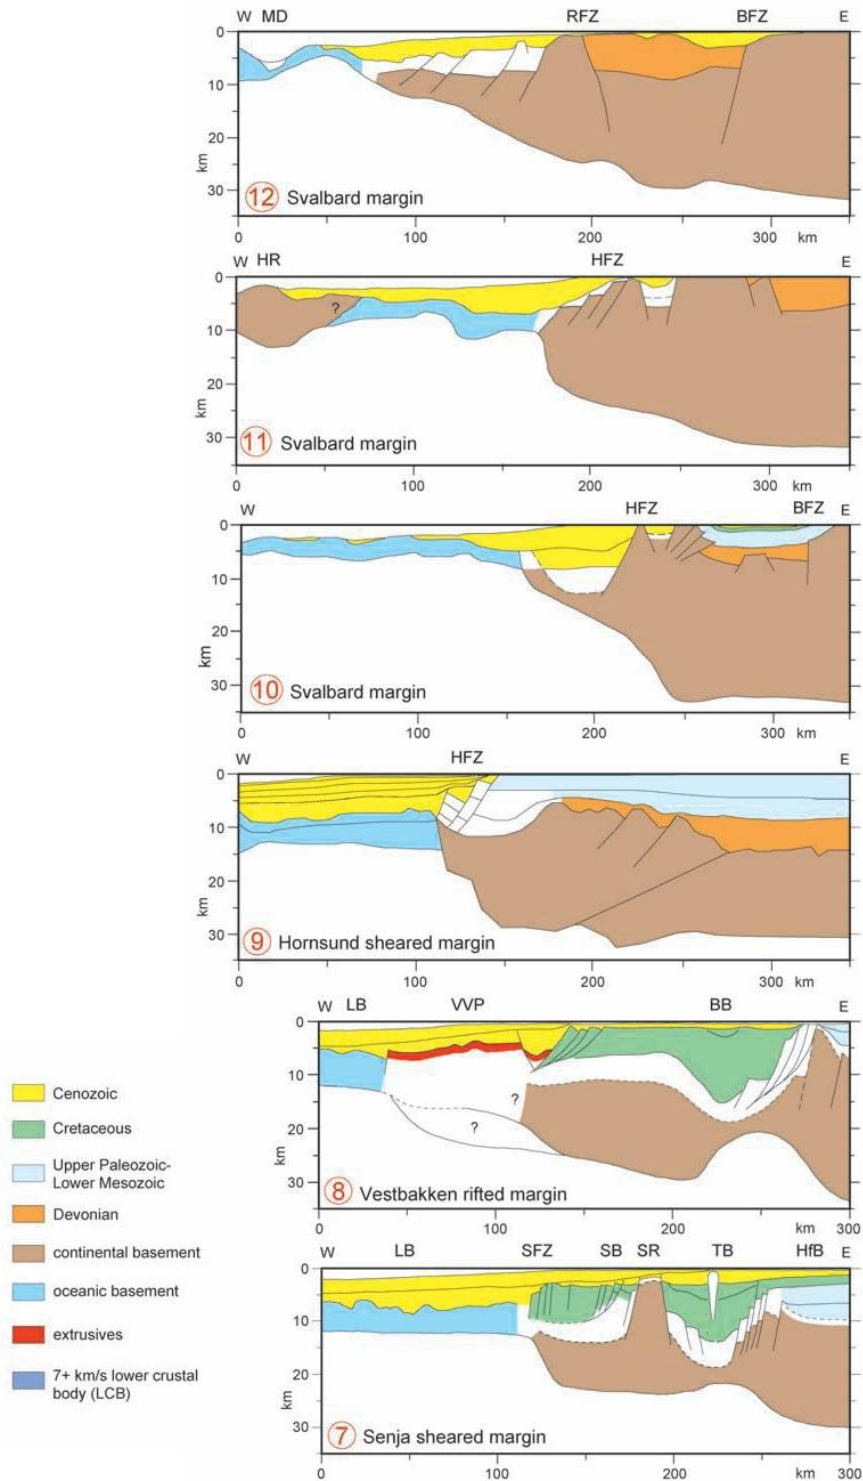 W MD RFZ BFZ E
0
10
20
km
30
12 Svalbard margin
0 100 200 300 km
W HR HFZ E
0
?
10
20
km
30
11 Svalbard margin
0 100 200 300 km
W HFZ BFZ E
0
10
20
km
30
10 Svalbard margin
0 100 200 300 km
W HFZ E
0
10
20
km
30
9 Hornsund sheared margin
0 100 200 300 km
W LB VVP BB E
0
10
?
20
?
km
30
8 Vestbakken rifted margin
0 100 200 km 300
W LB SFZ SB SR TB HfB E
0
10
20
km
30
7 Senja sheared margin
0 100 200 km 300
Cenozoic
Cretaceous
Upper Paleozoic-
Lower Mesozoic
Devonian
continental basement
oceanic basement
extrusives
7+ km/s lower crustal
body (LCB)